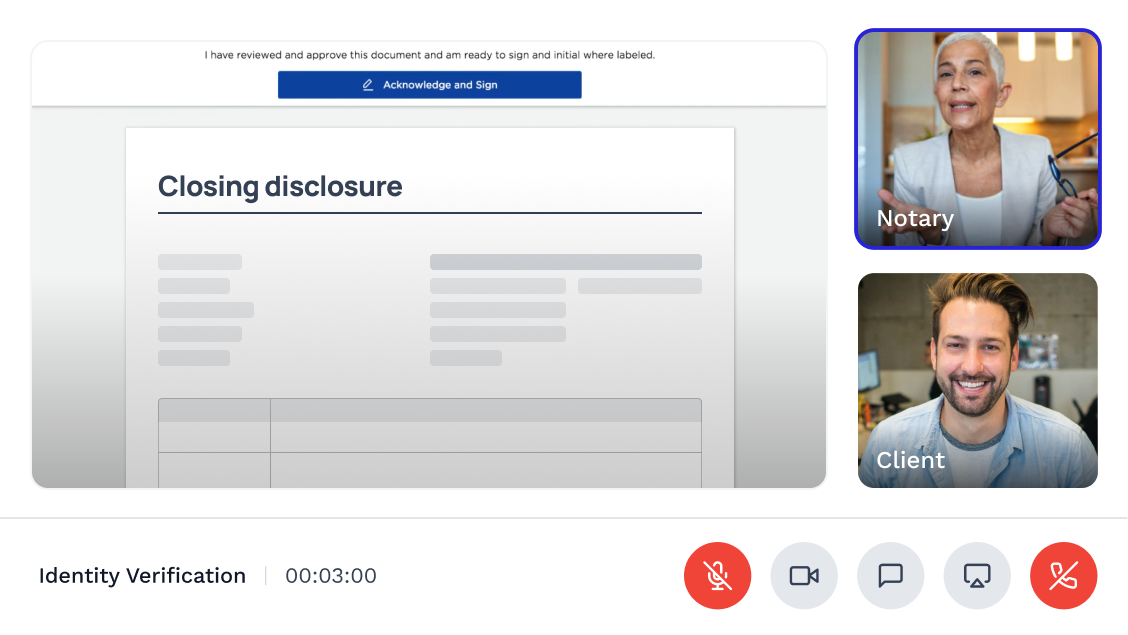 I have reviewed and approve this document and am ready to sign and initial where labeled.
Acknowledge and Sign
Closing disclosure
Notary
Client
Identity Verification
00:03:00